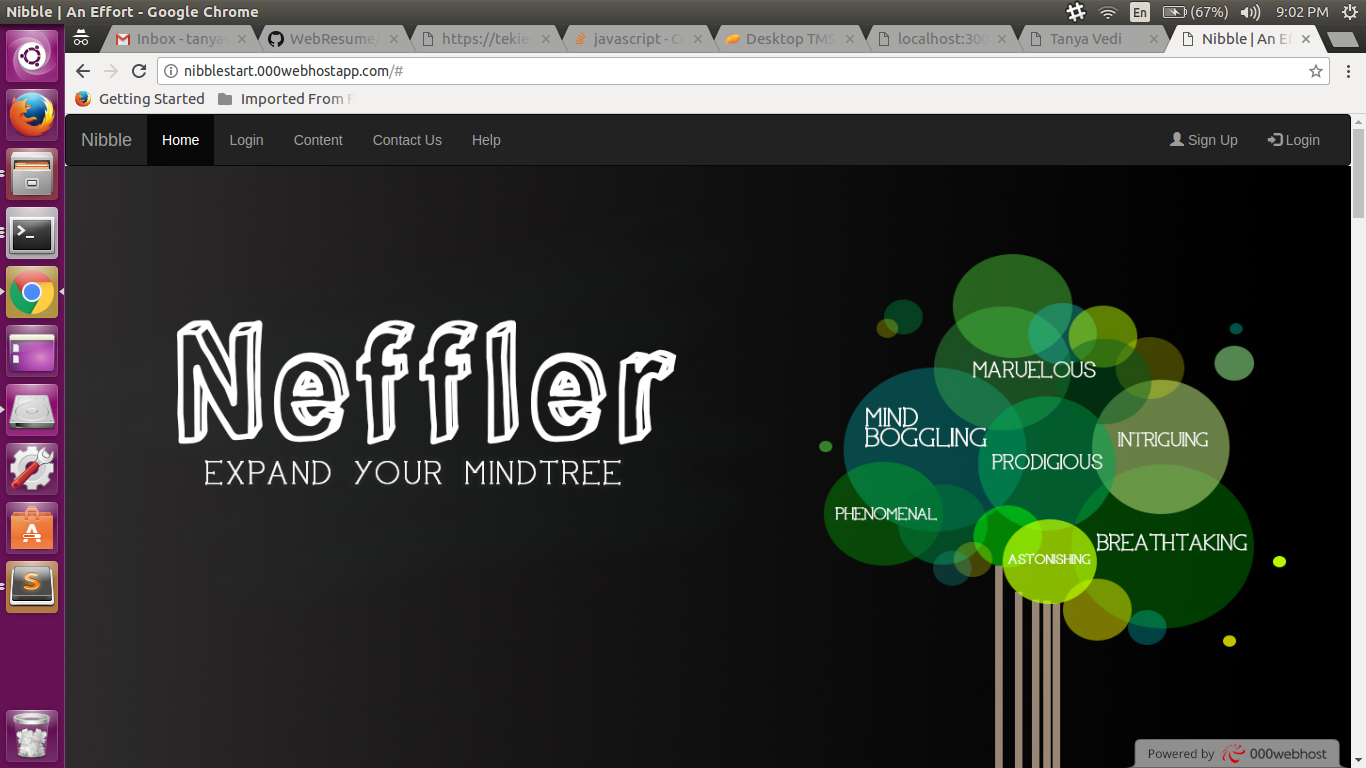 Nibble | An Effort - Google Chrome
En
(67%)
9:02 PM
Inbox - tanya
WebResume/
https://tekie
javascript - C
Desktop TMS
localhost:300
Tanya Vedi
Nibble | An Ef
nibblestart.000webhostapp.com/#
Getting Started
Imported From F
Nibble
Home
Login
Content
Contact Us
Help
Sign Up
Login
Neffler
EXPAND YOUR MINDTREE
MARUELOUS
MIND
BOGGLING
INTRIGUING
PRODIGIOUS
PHENOMENAL
BREATHTAKING
ASTONISHING
Powered by 000webhost